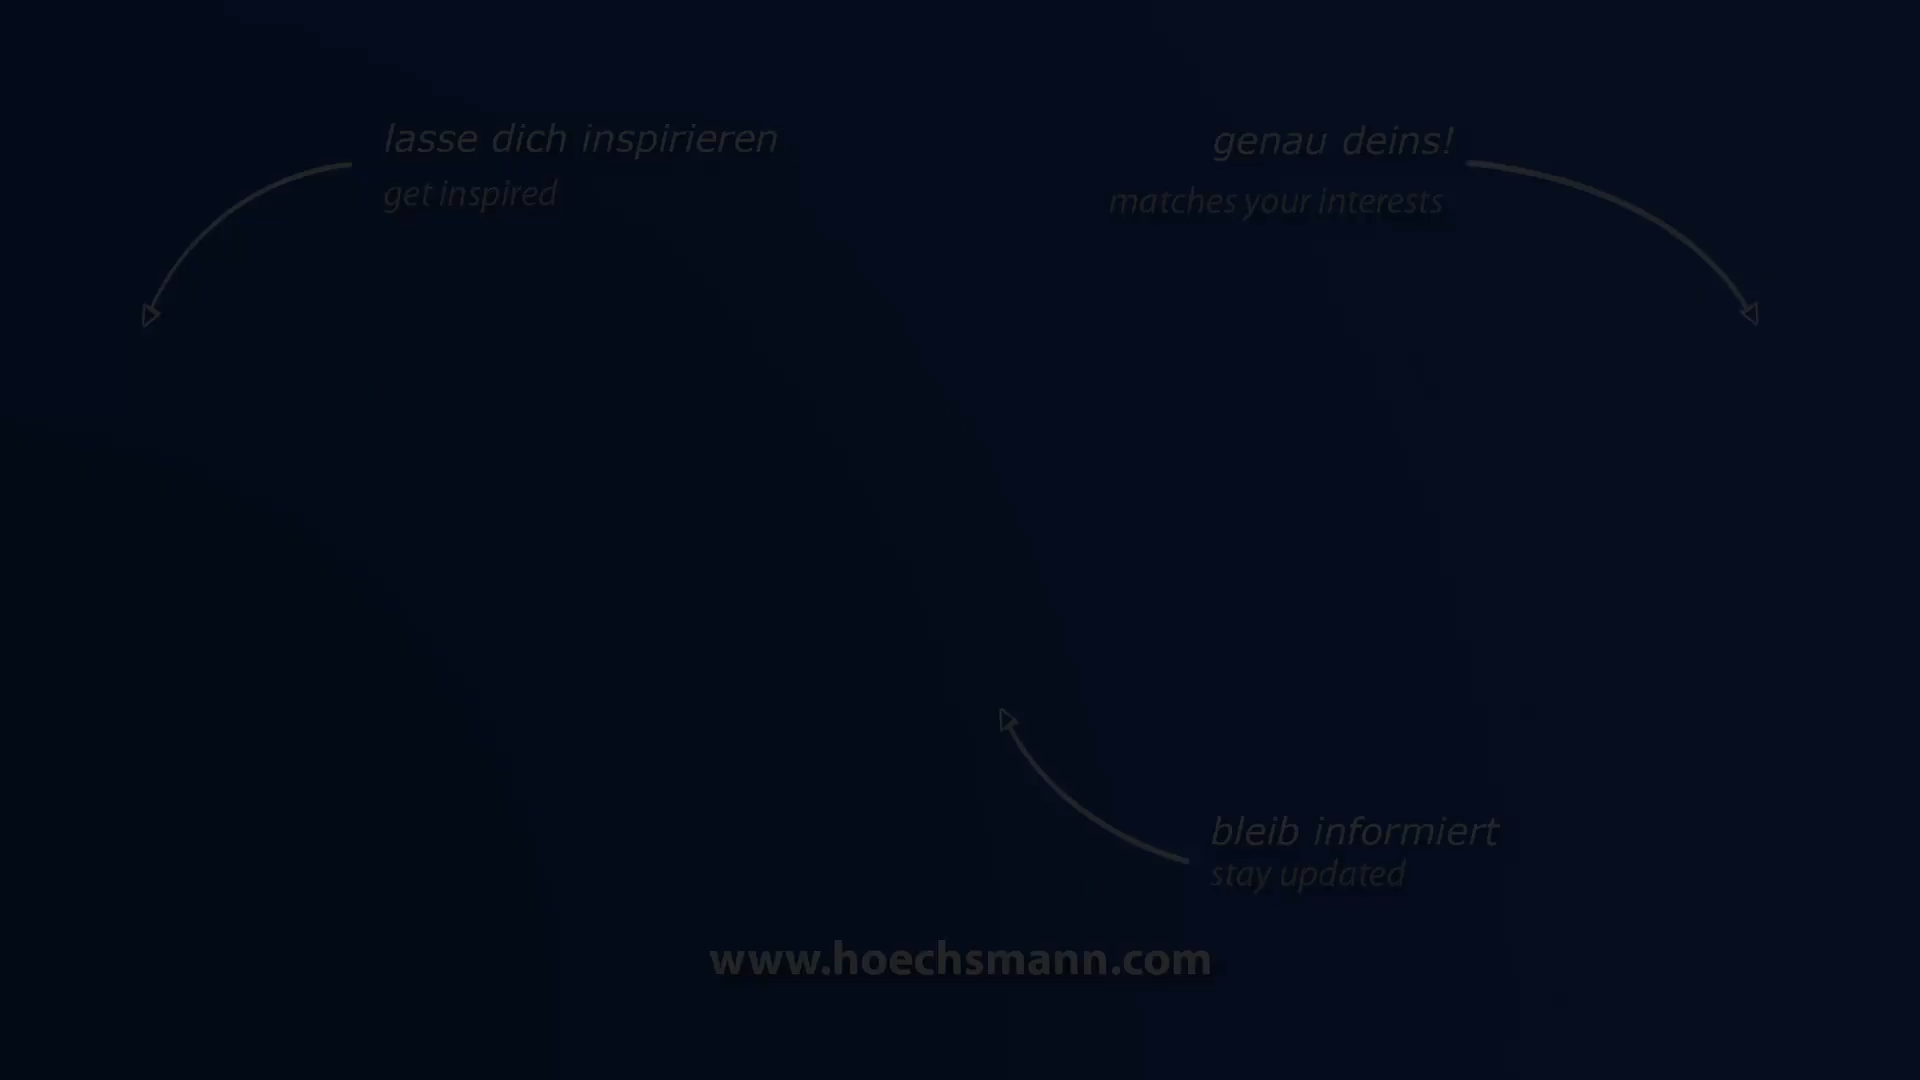 lasse dich inspirieren
get inspired
genau deins!
matches your interests
bleib informiert
stay updated
www.hoechsmann.com